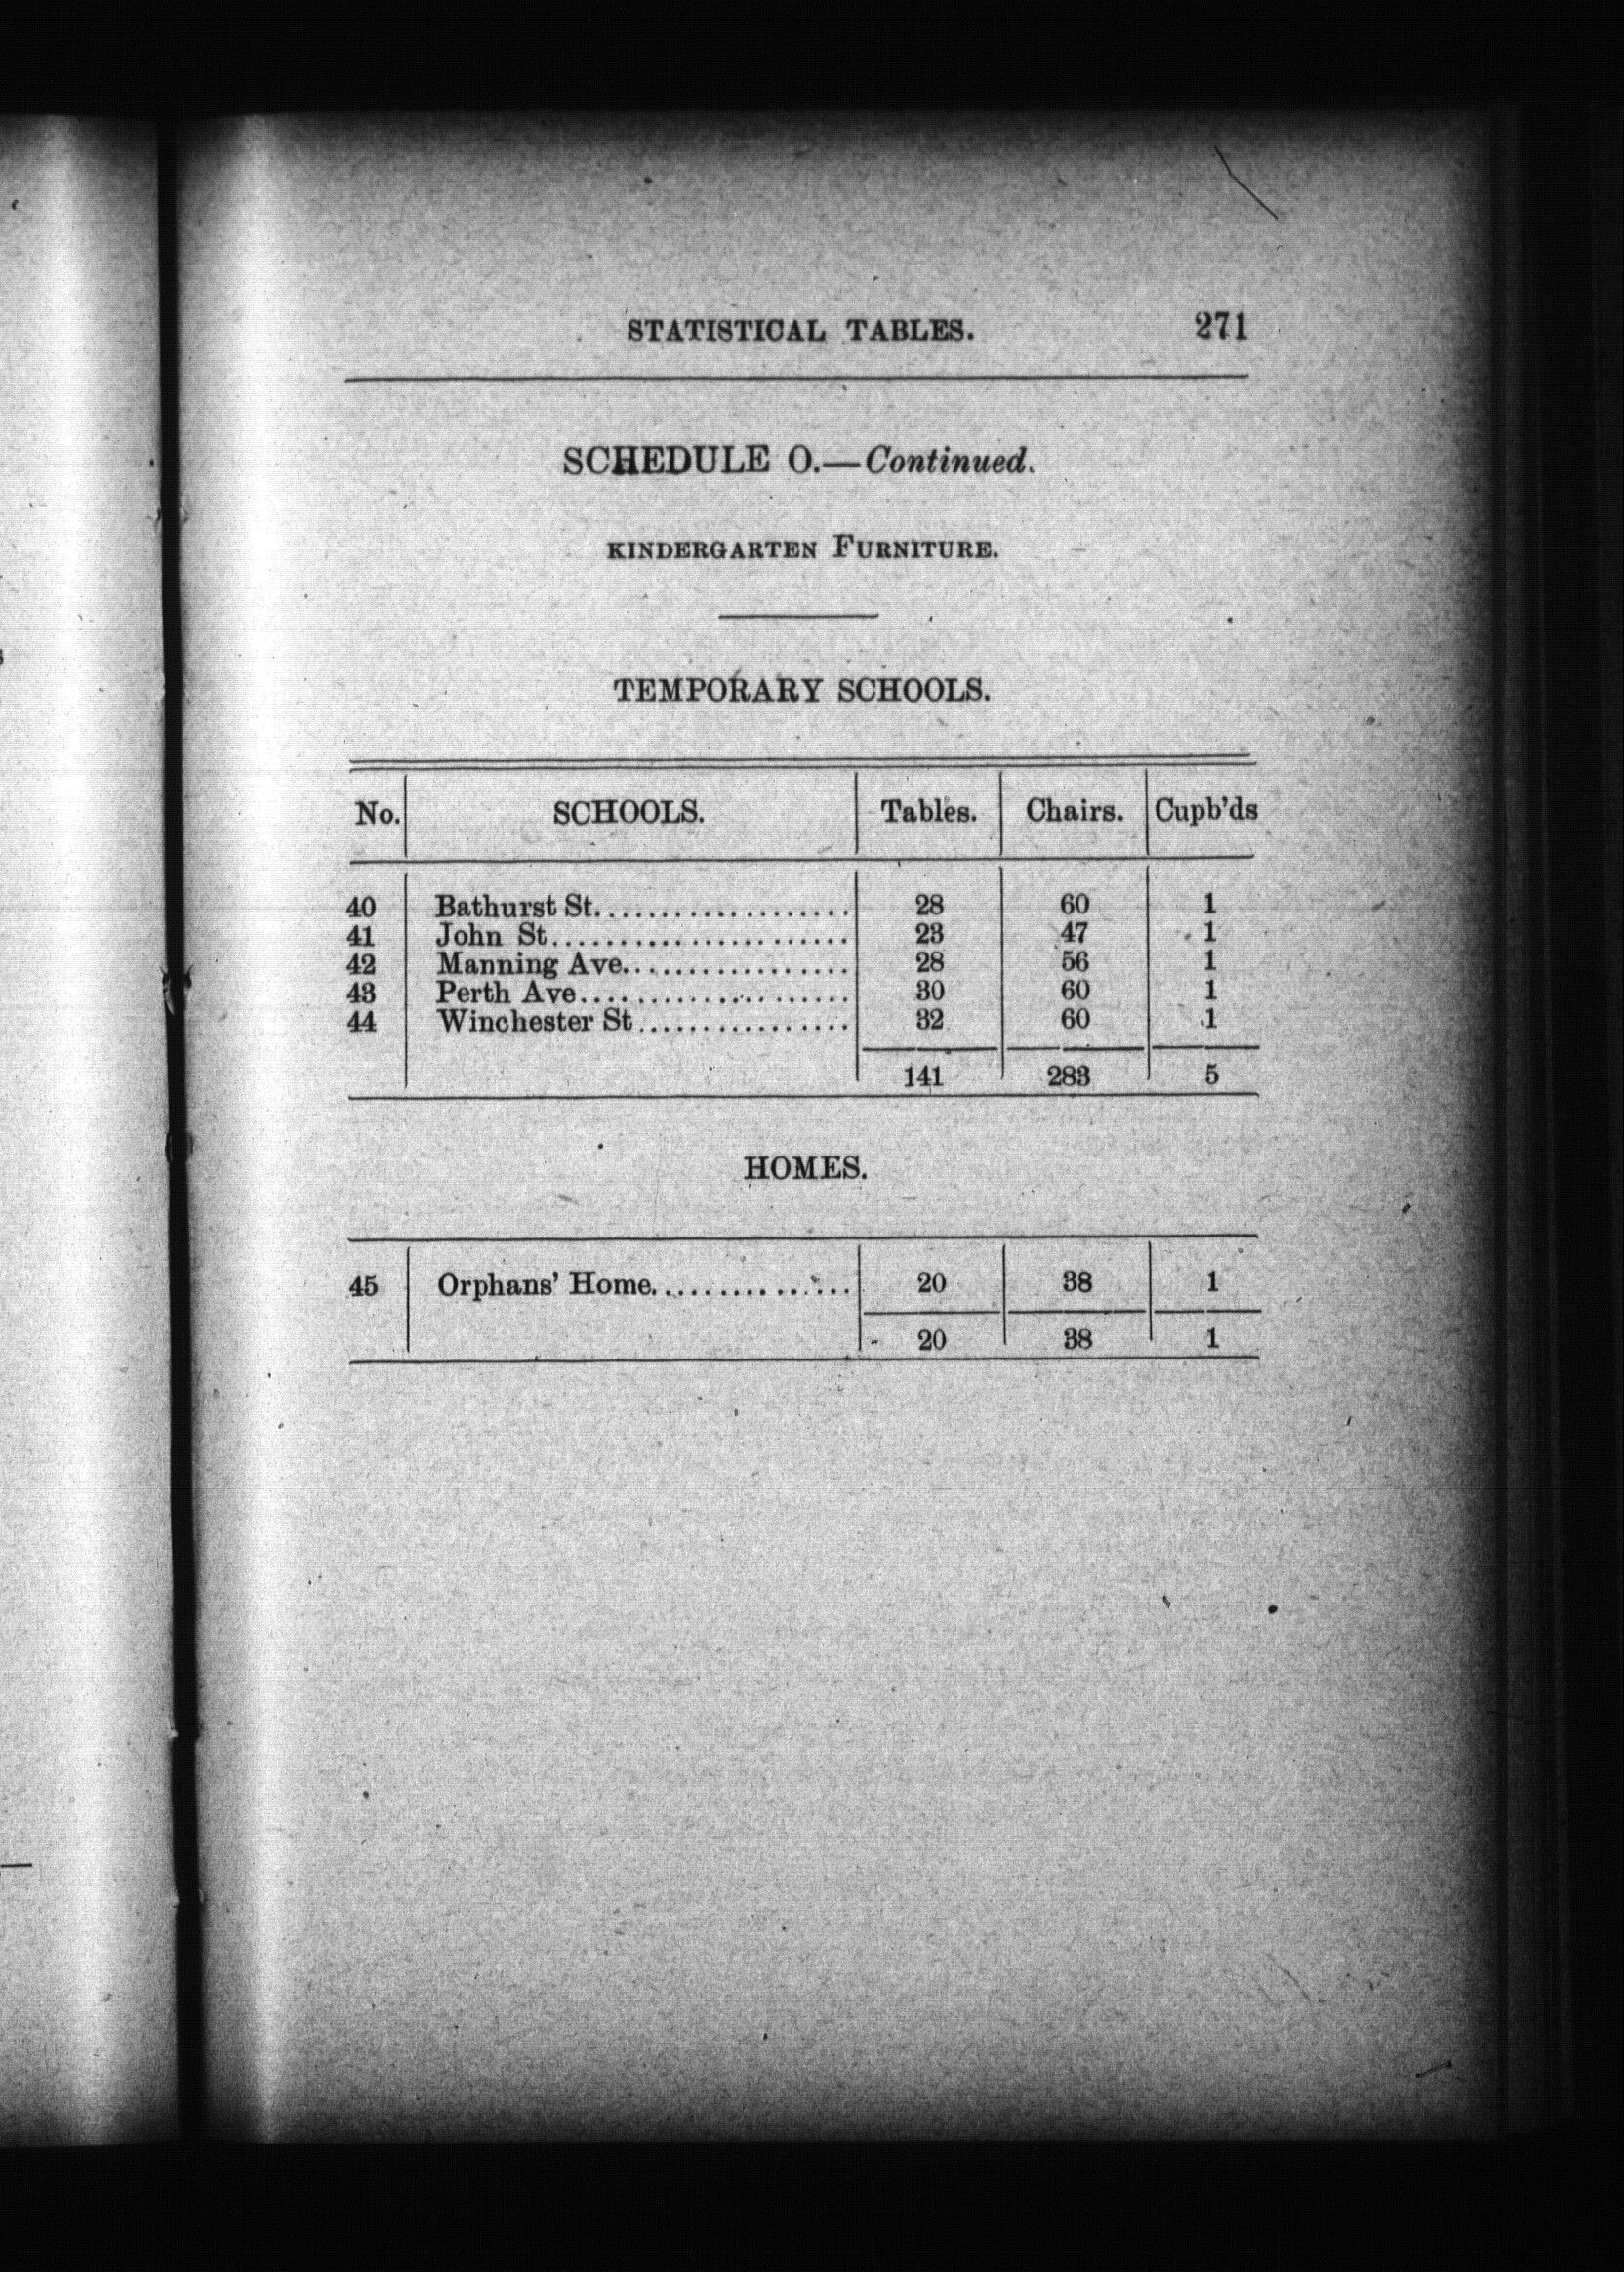 STATISTICAL TABLES. 271
SCHEDULE O.—Continued.
KINDERGARTEN FURNITURE.
TEMPORARY SCHOOLS.
No. SCHOOLS. Tables. Chairs. Cupb'ds
40 Bathurst St................... 28 60 1
41 John St...................... 23 47 1
42 Manning Ave................. 28 56 1
43 Perth Ave.................... 30 60 1
44 Winchester St................ 32 60 1
141 283 5
HOMES.
45 Orphans' Home............... 20 38 1
20 38 1